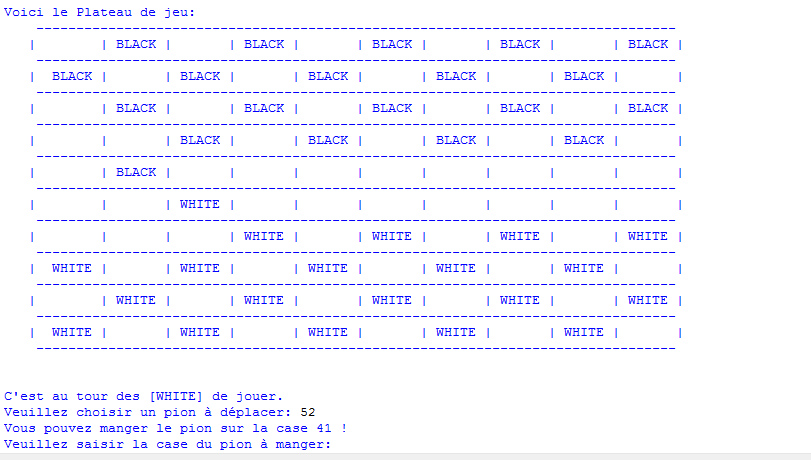 Voici le Plateau de jeu:
----------------------------------------------------------------------------------
| | BLACK | | BLACK | | BLACK | | BLACK | | BLACK |
----------------------------------------------------------------------------------
| BLACK | | BLACK | | BLACK | | BLACK | | BLACK | |
----------------------------------------------------------------------------------
| | BLACK | | BLACK | | BLACK | | BLACK | | BLACK |
----------------------------------------------------------------------------------
| | | BLACK | | BLACK | | BLACK | | BLACK | |
----------------------------------------------------------------------------------
| | BLACK | | | | | | | | |
----------------------------------------------------------------------------------
| | | WHITE | | | | | | | |
----------------------------------------------------------------------------------
| | | | WHITE | | WHITE | | WHITE | | WHITE |
----------------------------------------------------------------------------------
| WHITE | | WHITE | | WHITE | | WHITE | | WHITE | |
----------------------------------------------------------------------------------
| | WHITE | | WHITE | | WHITE | | WHITE | | WHITE |
----------------------------------------------------------------------------------
| WHITE | | WHITE | | WHITE | | WHITE | | WHITE | |
----------------------------------------------------------------------------------
C'est au tour des [WHITE] de jouer.
Veuillez choisir un pion à déplacer: 52
Vous pouvez manger le pion sur la case 41 !
Veuillez saisir la case du pion à manger: